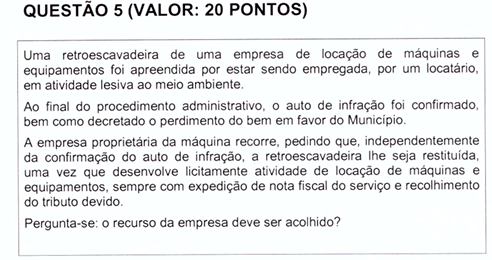 QUESTÃO 5 (VALOR: 20 PONTOS)
Uma retroescavadeira de uma empresa de locação de máquinas e
equipamentos foi apreendida por estar sendo empregada, por um locatário,
em atividade lesiva ao meio ambiente.
Ao final do procedimento administrativo, o auto de infração foi confirmado,
bem como decretado o perdimento do bem em favor do Município.
A empresa proprietária da máquina recorre, pedindo que, independentemente
da confirmação do auto de infração, a retroescavadeira lhe seja restituída,
uma vez que desenvolve licitamente atividade de locação de máquinas e
equipamentos, sempre com expedição de nota fiscal do serviço e recolhimento
do tributo devido.
Pergunta-se: o recurso da empresa deve ser acolhido?